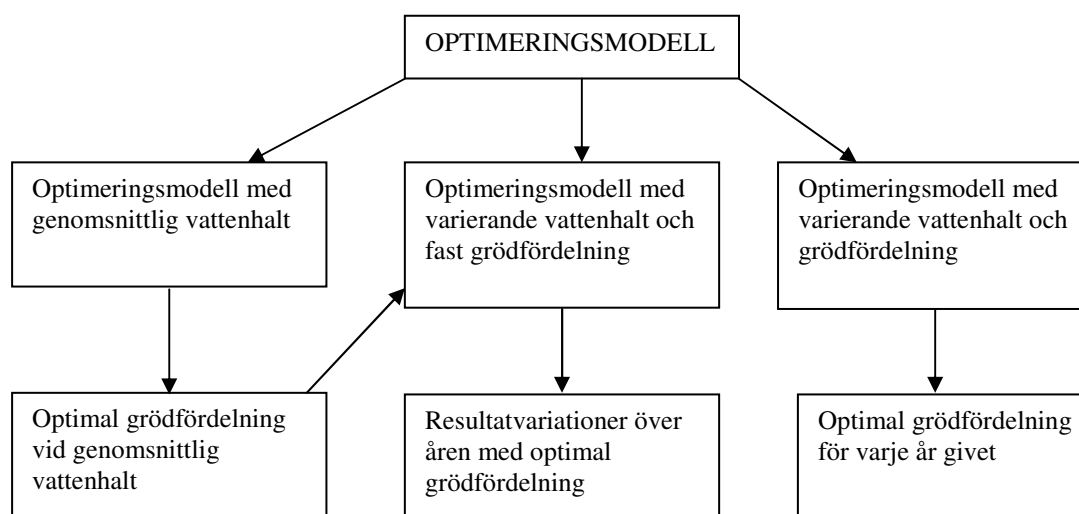 OPTIMERINGSMODELL
Optimeringsmodell med
genomsnittlig vattenhalt
Optimeringsmodell med
varierande vattenhalt och
fast grödfördelning
Optimeringsmodell med
varierande vattenhalt och
grödfördelning
Optimal grödfördelning
vid genomsnittlig
vattenhalt
Resultatvariationer över
åren med optimal
grödfördelning
Optimal grödfördelning
för varje år givet